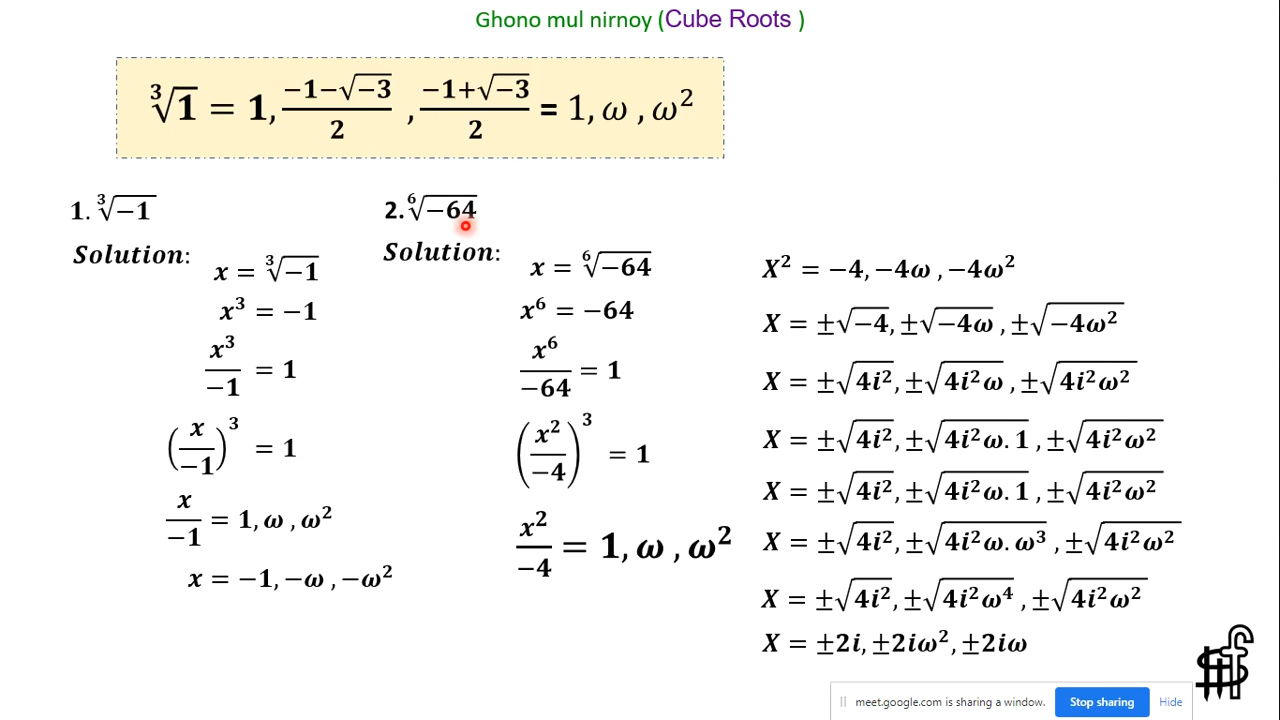 Ghono mul nirnoy (Cube Roots )
∛1 = 1, (−1−√−3)/2 , (−1+√−3)/2 = 1, ω , ω²
1. ∛−1
Solution:
x = ∛−1
x³ = −1
x³/−1 = 1
(x/−1)³ = 1
x/−1 = 1, ω , ω²
x = −1, −ω , −ω²
2. ⁶√−64
Solution:
x = ⁶√−64
x⁶ = −64
x⁶/−64 = 1
(x²/−4)³ = 1
x²/−4 = 1, ω , ω²
X² = −4, −4ω , −4ω²
X = ±√−4, ±√−4ω , ±√−4ω²
X = ±√4i², ±√4i²ω , ±√4i²ω²
X = ±√4i², ±√4i²ω. 1 , ±√4i²ω²
X = ±√4i², ±√4i²ω. 1 , ±√4i²ω²
X = ±√4i², ±√4i²ω. ω³ , ±√4i²ω²
X = ±√4i², ±√4i²ω⁴ , ±√4i²ω²
X = ±2i, ±2iω², ±2iω
meet.google.com is sharing a window. Stop sharing Hide